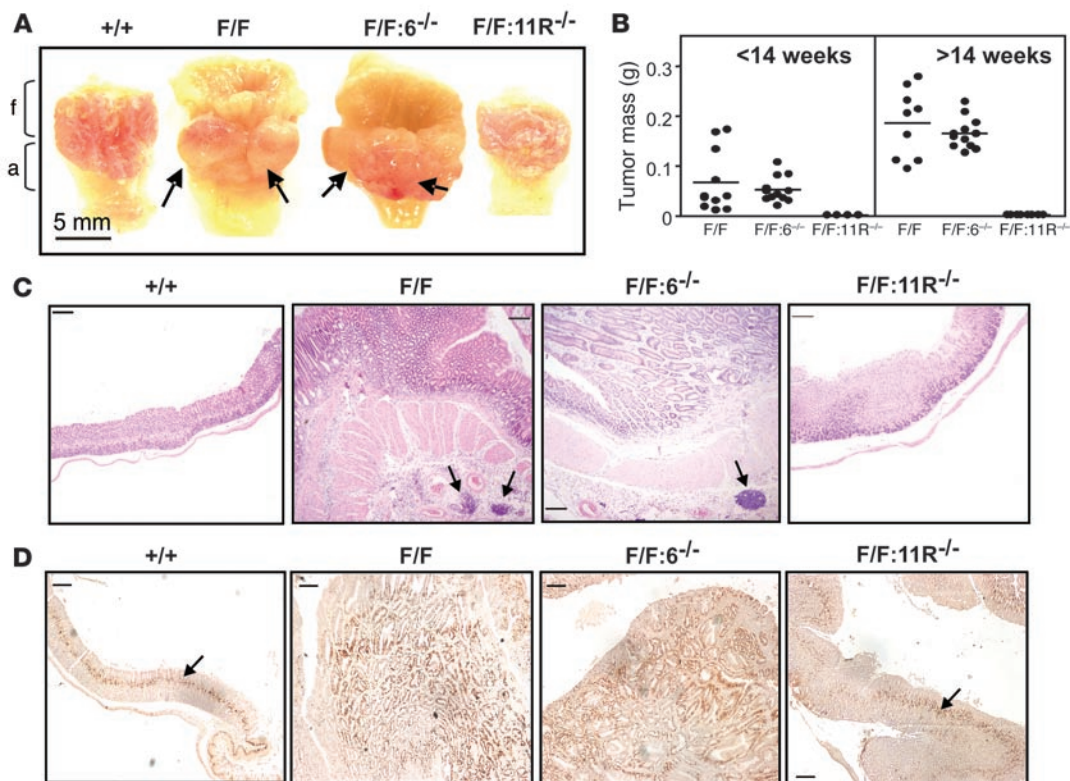 A
+/+ F/F F/F:6-/- F/F:11R-/-
f
a
5 mm
B
<14 weeks >14 weeks
Tumor mass (g)
0.3
0.2
0.1
0
F/F F/F:6-/- F/F:11R-/- F/F F/F:6-/- F/F:11R-/-
C
+/+ F/F F/F:6-/- F/F:11R-/-
D
+/+ F/F F/F:6-/- F/F:11R-/-